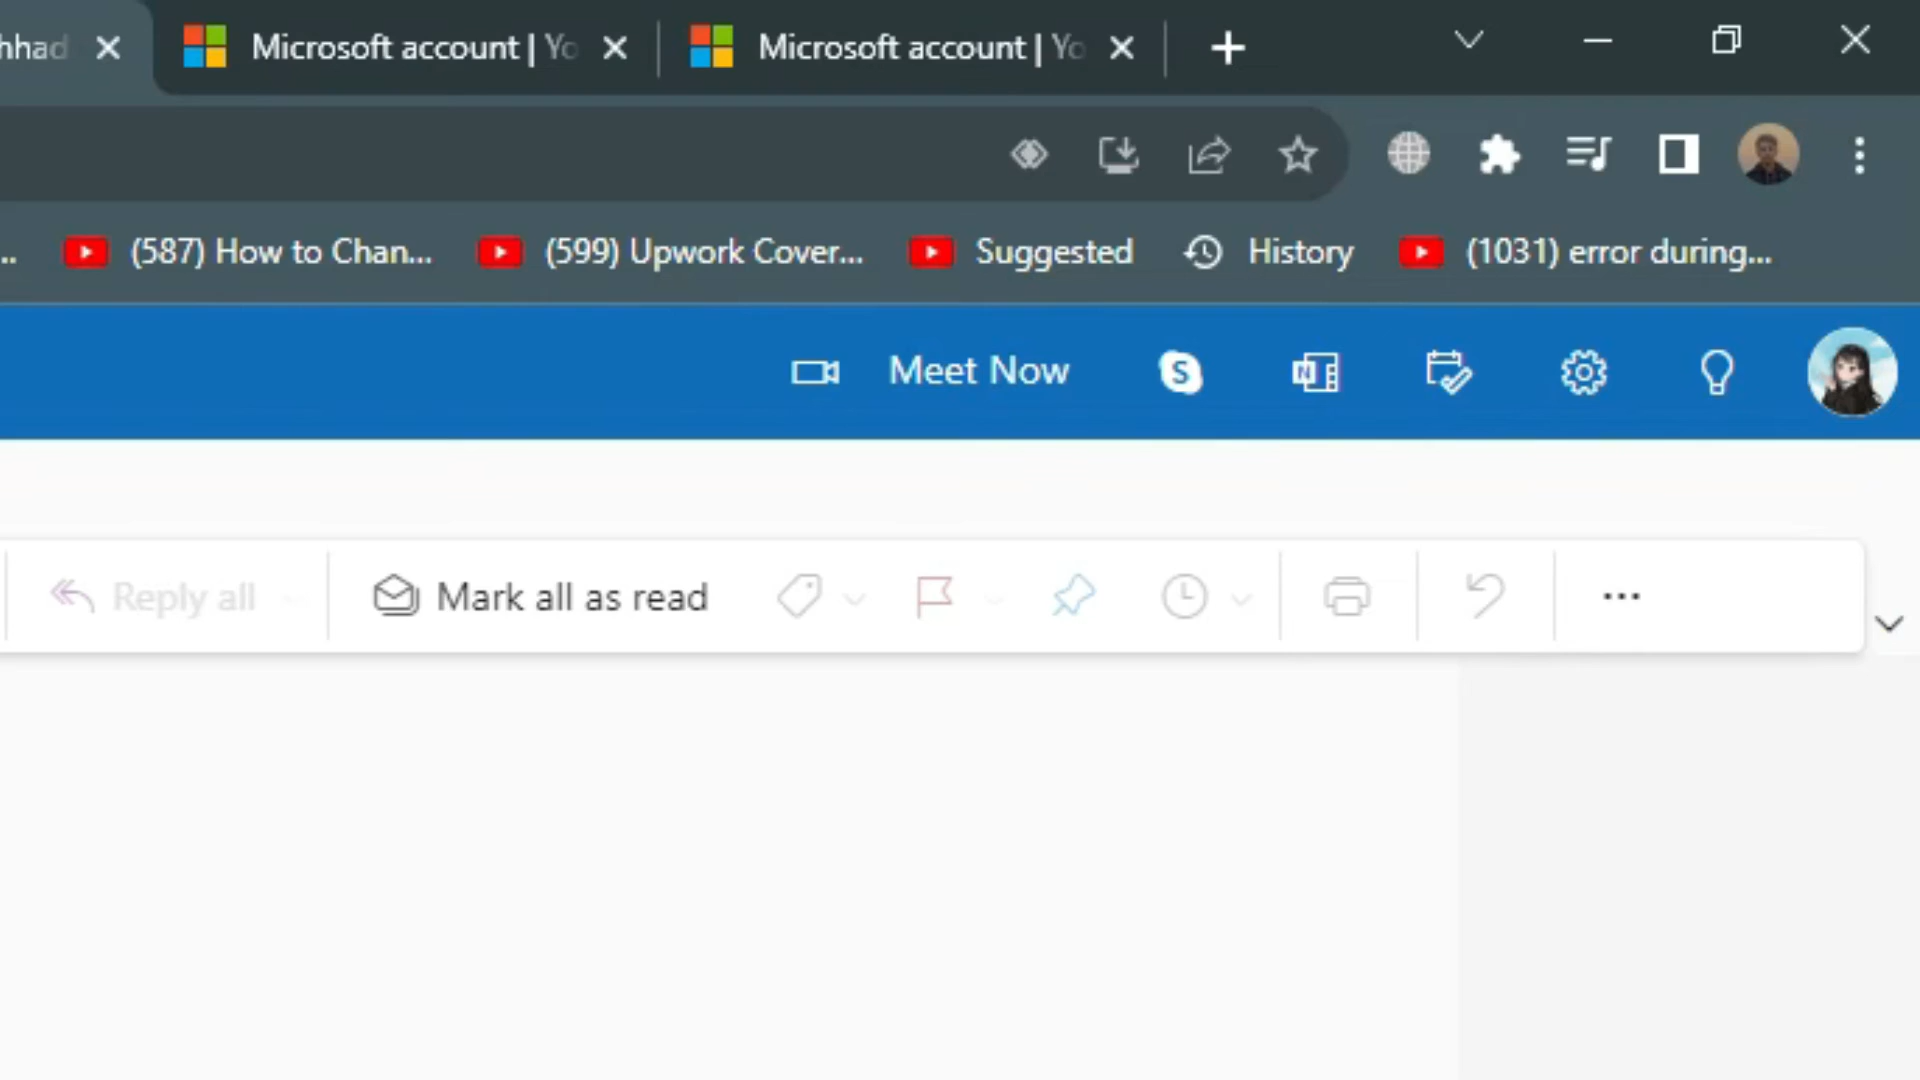 hhad Microsoft account | Yo Microsoft account | Yo
... (587) How to Chan... (599) Upwork Cover... Suggested History (1031) error during...
Meet Now
Reply all Mark all as read